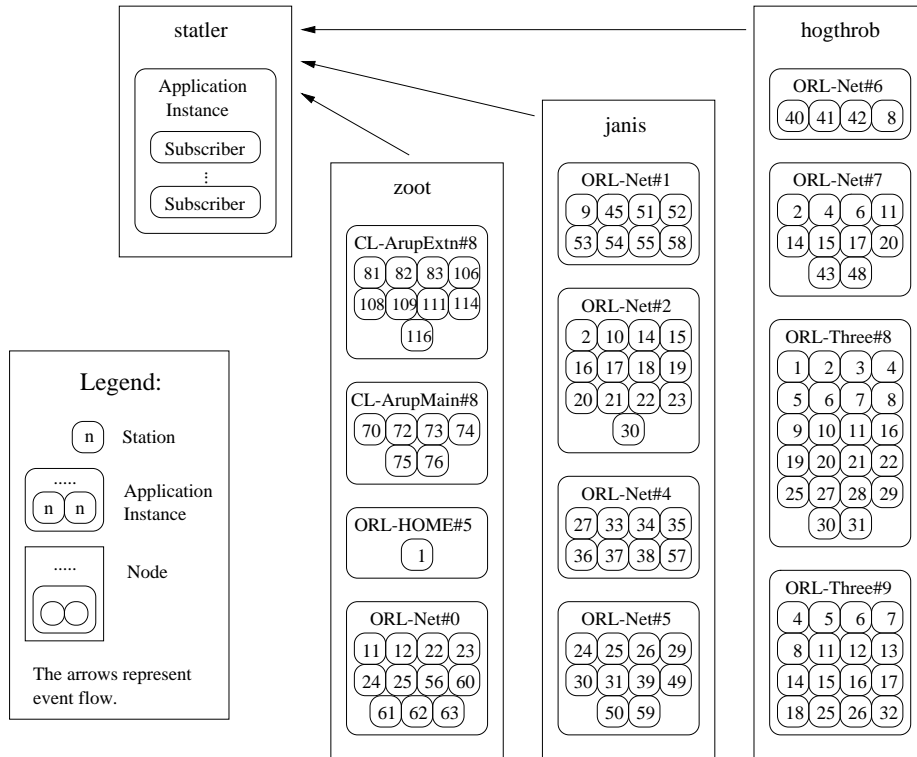 statler
Application
Instance
Subscriber
...
Subscriber
Legend:
n Station
.....
n n
Application
Instance
.....
Node
The arrows represent
event flow.
zoot
CL-ArupExtn#8
81 82 83 106
108 109 111 114
116
CL-ArupMain#8
70 72 73 74
75 76
ORL-HOME#5
1
ORL-Net#0
11 12 22 23
24 25 56 60
61 62 63
janis
ORL-Net#1
9 45 51 52
53 54 55 58
ORL-Net#2
2 10 14 15
16 17 18 19
20 21 22 23
30
ORL-Net#4
27 33 34 35
36 37 38 57
ORL-Net#5
24 25 26 29
30 31 39 49
50 59
hogthrob
ORL-Net#6
40 41 42 8
ORL-Net#7
2 4 6 11
14 15 17 20
43 48
ORL-Three#8
1 2 3 4
5 6 7 8
9 10 11 16
19 20 21 22
25 27 28 29
30 31
ORL-Three#9
4 5 6 7
8 11 12 13
14 15 16 17
18 25 26 32